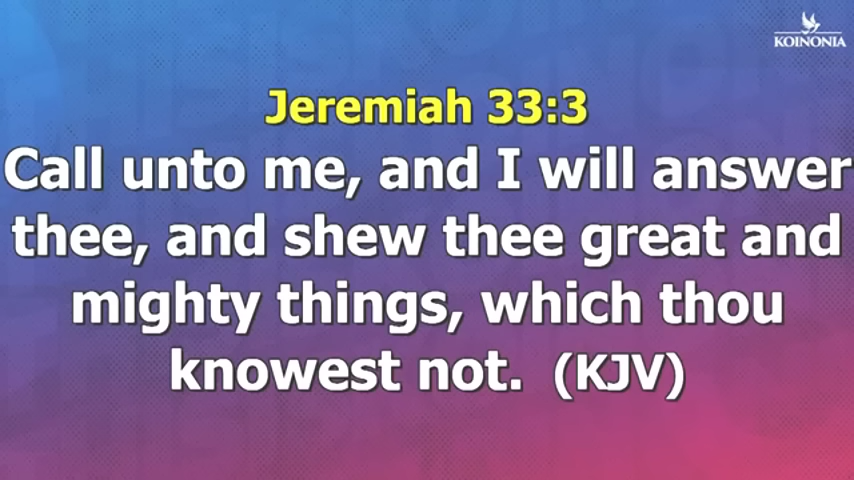 KOINONIA
Jeremiah 33:3
Call unto me, and I will answer
thee, and shew thee great and
mighty things, which thou
knowest not. (KJV)